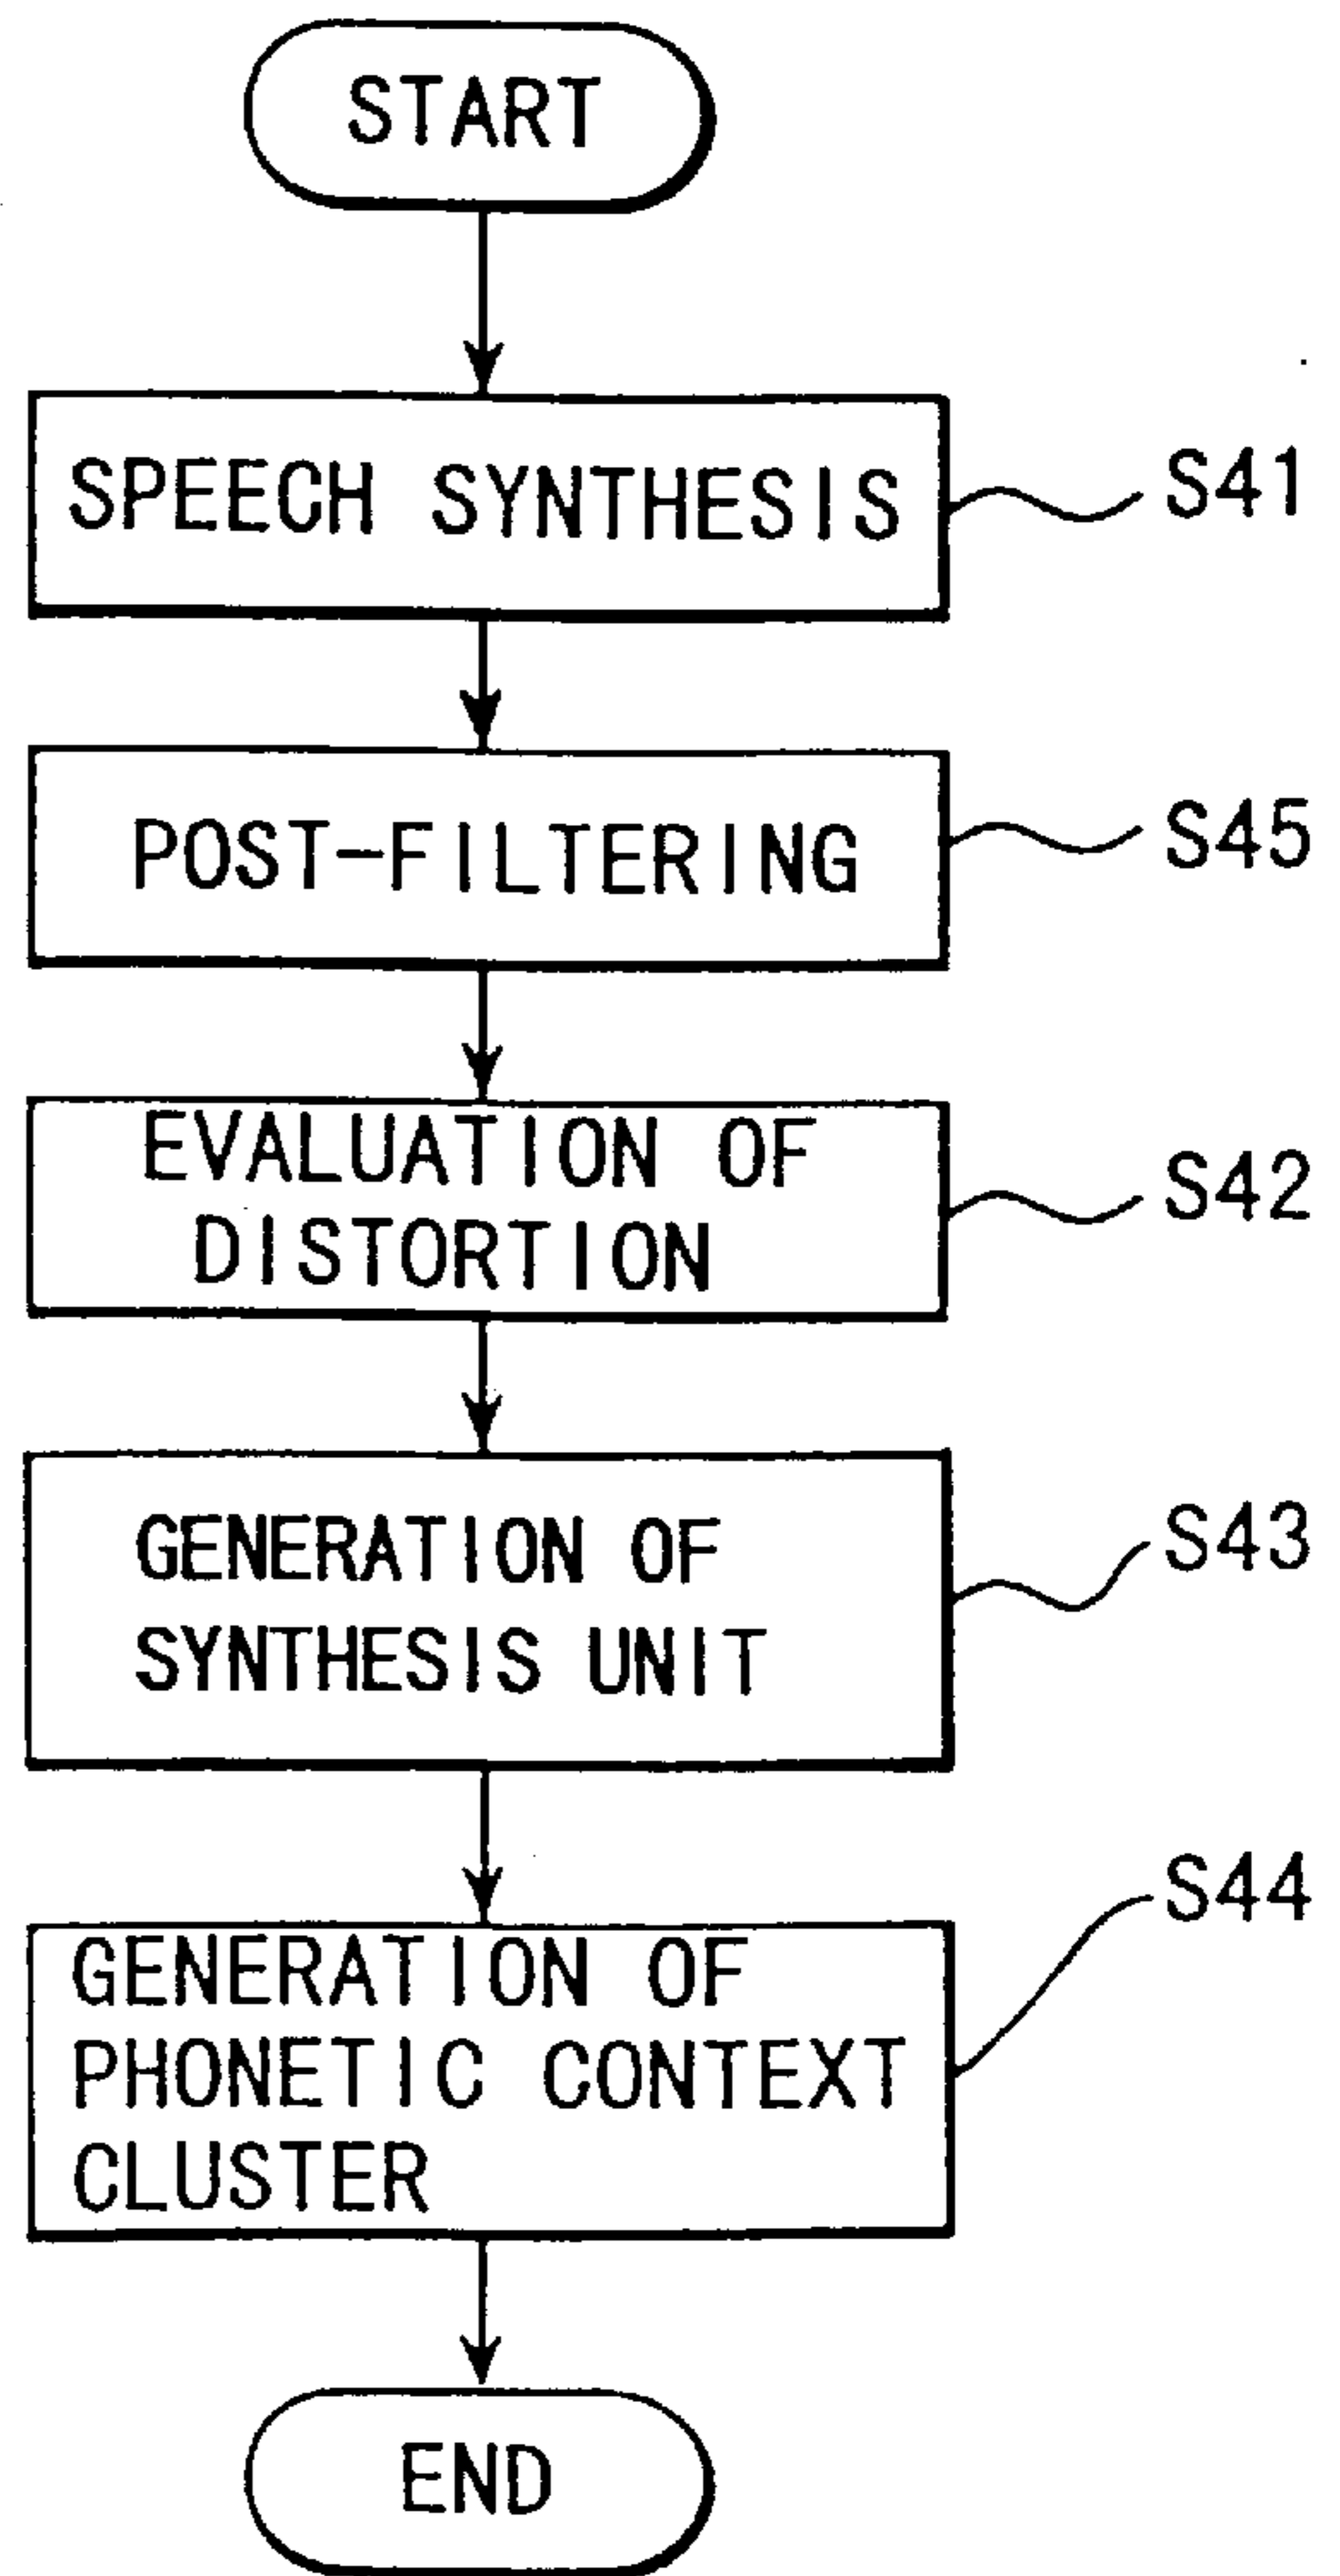 START
SPEECH SYNTHESIS
S41
POST-FILTERING
S45
EVALUATION OF
DISTORTION
S42
GENERATION OF
SYNTHESIS UNIT
S43
GENERATION OF
PHONETIC CONTEXT
CLUSTER
S44
END